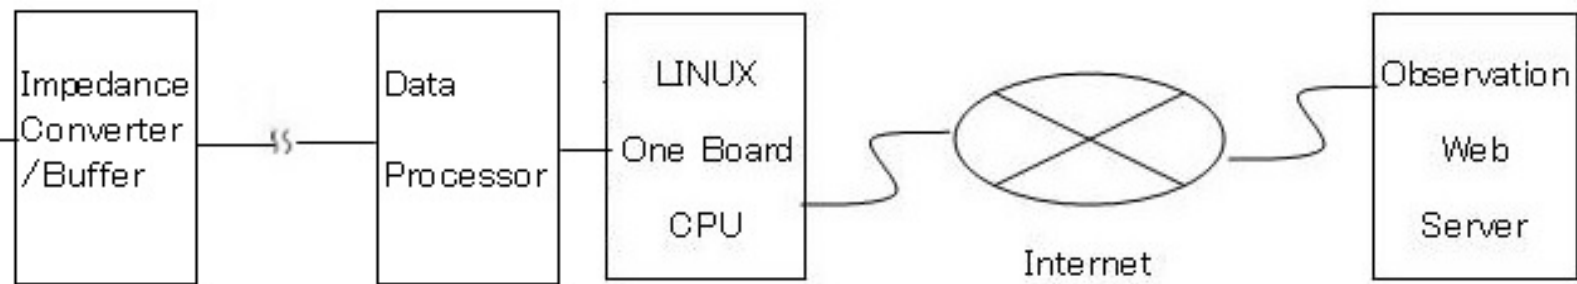 Impedance
Converter
/Buffer
Data
Processor
LINUX
One Board
CPU
Internet
Observation
Web
Server